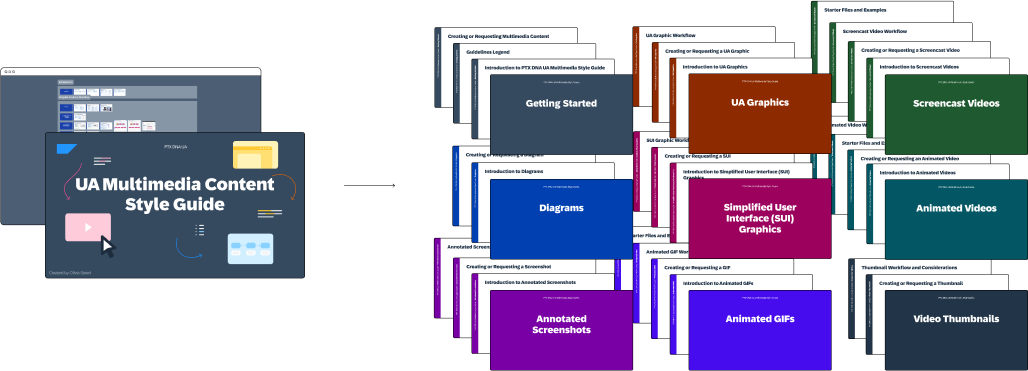 PTX DNA UA
UA Multimedia Content
Style Guide
Created by Olivia Reed
Creating or Requesting Multimedia Content
Guidelines Legend
Introduction to PTX DNA UA Multimedia Style Guide
Getting Started
UA Graphic Workflow
Creating or Requesting a UA Graphic
Introduction to UA Graphics
UA Graphics
Starter Files and Examples
Screencast Video Workflow
Creating or Requesting a Screencast Video
Introduction to Screencast Videos
Screencast Videos
Creating or Requesting a Diagram
Introduction to Diagrams
Diagrams
SUI Graphic Workf
Creating or Requesting a SUI
Introduction to Simplified User Interface (SUI)
Graphics
Simplified User
Interface (SUI)
Graphics
Animated Video W
Starter Files and E
Creating or Requesting an Animated Video
Introduction to Animated Videos
Animated Videos
Annotated Screen
Creating or Requesting a Screenshot
Introduction to Annotated Screenshots
Annotated
Screenshots
Starter Files and E
Animated GIF Wor
Creating or Requesting a GIF
Introduction to Animated GIFs
Animated GIFs
Thumbnail Workflow and Considerations
Creating or Requesting a Thumbnail
Video Thumbnails